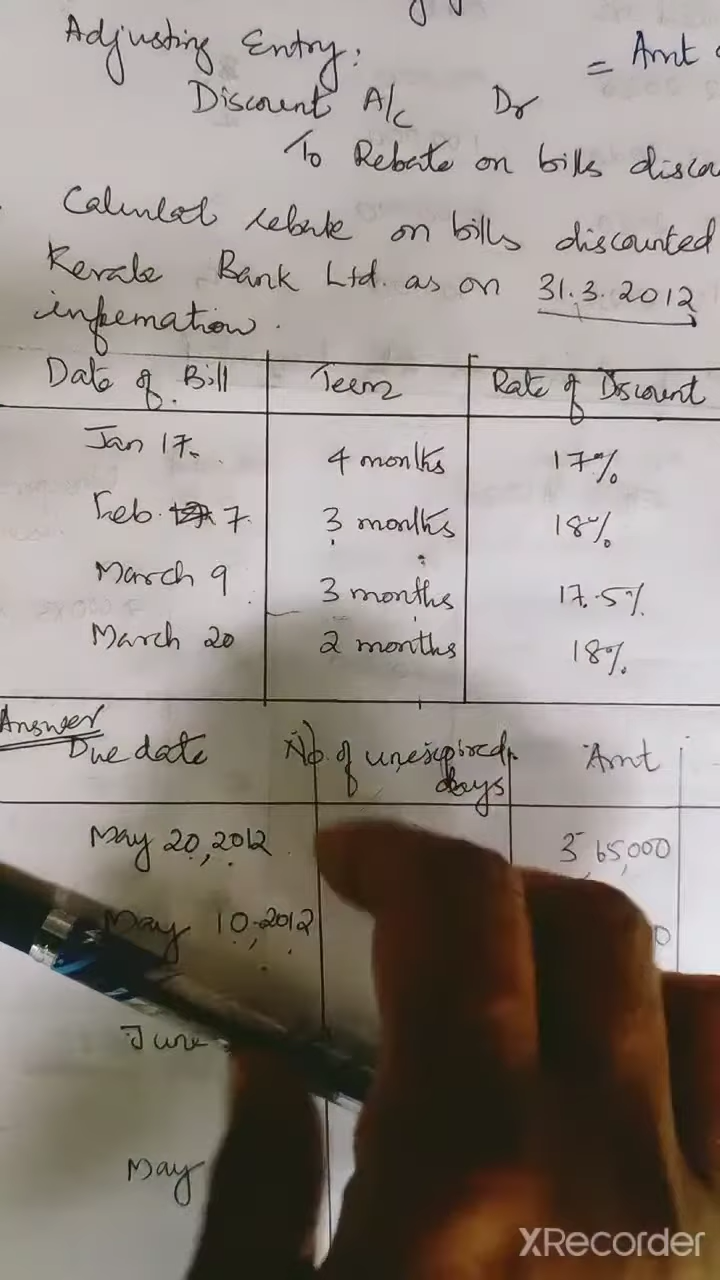 Adjusting Entry:
= Amt
Discount A/c Dr
To Rebate on bills
Calculat rebate on bills discounted
Kerala Bank Ltd. as on 31.3.2012
information.
Date of Bill Term Rate of Discount
Jan 17. 4 months 17%
Feb. 7. 3 months 18%
March 9 3 months 17.5%
March 20 2 months 18%
Answer
Due date No. of unexpired days Amt
May 20, 2012 3 65,000
May 10-2012 0
June
May
XRecorder